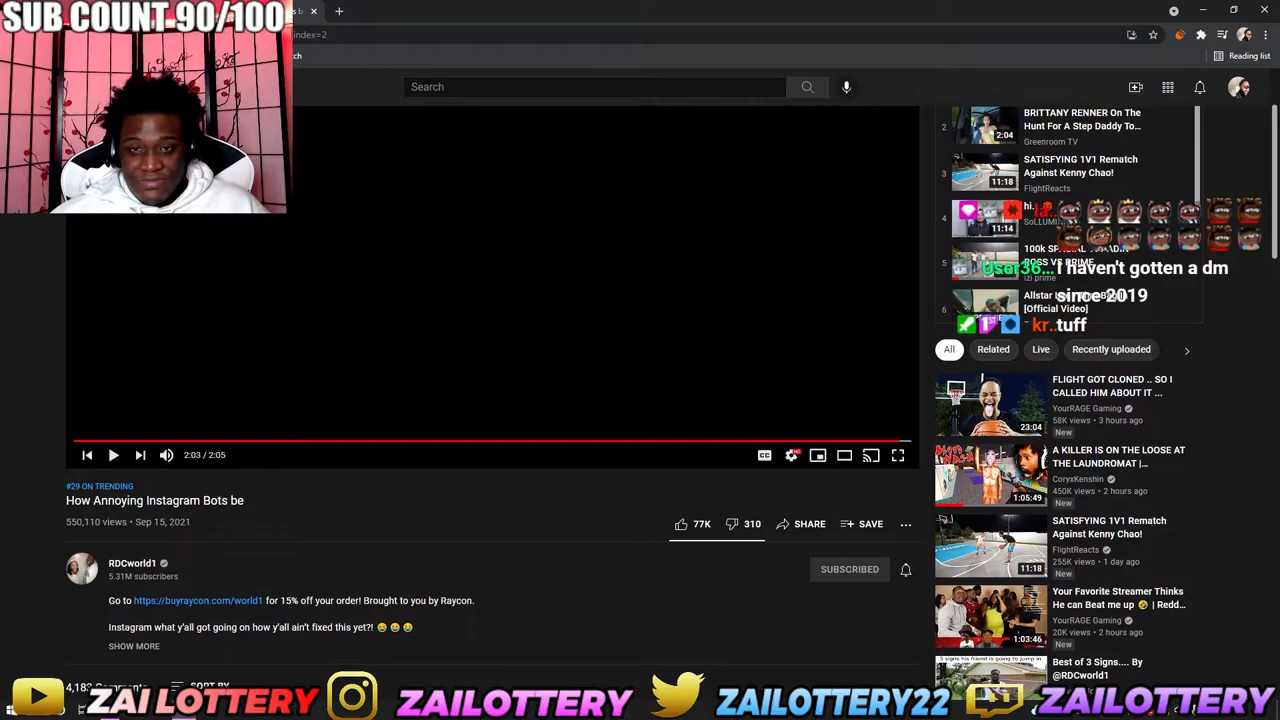 SUB COUNT 90/100
index=2
Reading list
Search
2
BRITTANY RENNER On The
Hunt For A Step Daddy To...
Greenroom TV
2:04
3
SATISFYING 1V1 Rematch
Against Kenny Chao!
FlightReacts
11:18
4
hi.
11:14
5
6
Allstar
[Official Video]
User36...
I haven't gotten a dm
since 2019
kr..
tuff
All
Related
Live
Recently uploaded
FLIGHT GOT CLONED .. SO I
CALLED HIM ABOUT IT ...
YourRAGE Gaming
58K views • 3 hours ago
New
23:04
A KILLER IS ON THE LOOSE AT
THE LAUNDROMAT |...
CoryxKenshin
450K views • 2 hours ago
New
1:05:49
SATISFYING 1V1 Rematch
Against Kenny Chao!
FlightReacts
255K views • 1 day ago
New
11:18
Your Favorite Streamer Thinks
He can Beat me up 🤣 | Redd...
YourRAGE Gaming
20K views • 2 hours ago
New
1:03:46
3 signs his friend is going to jump in
Best of 3 Signs.... By
@RDCworld1
2:03 / 2:05
#29 ON TRENDING
How Annoying Instagram Bots be
550,110 views • Sep 15, 2021
77K
310
SHARE
SAVE
RDCworld1
5.31M subscribers
SUBSCRIBED
Go to https://buyraycon.com/world1 for 15% off your order! Brought to you by Raycon.
Instagram what y'all got going on how y'all ain't fixed this yet?! 😂 😂 😂
SHOW MORE
ZAI LOTTERY
ZAILOTTERY
ZAILOTTERY22
ZAILOTTERY